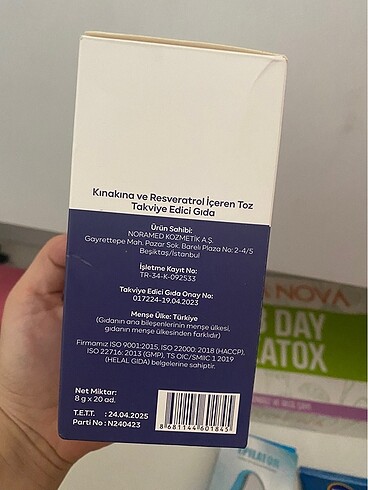 Kınakına ve Resveratrol İçeren Toz
Takviye Edici Gıda
Ürün Sahibi:
NORAMED KOZMETİK A.Ş.
Gayrettepe Mah. Pazar Sok. Bareli Plaza No: 2-4/5
Beşiktaş/İstanbul
İşletme Kayıt No:
TR-34-K-092533
Takviye Edici Gıda Onay No:
017224-19.04.2023
Menşe Ülke: Türkiye
(Gıdanın ana bileşenlerinin menşe ülkesi,
gıdanın menşe ülkesinden farklıdır)
Firmamız ISO 9001:2015, ISO 22000: 2018 (HACCP),
ISO 22716: 2013 (GMP), TS OIC/SMIIC 1 2019
(HELAL GIDA) belgelerine sahiptir.
Net Miktar:
8 g x 20 ad.
T.E.T.T. : 24.04.2025
Parti No : N240423
8 681144 601845
NOVA
DAY
ATOX
EPILATOR